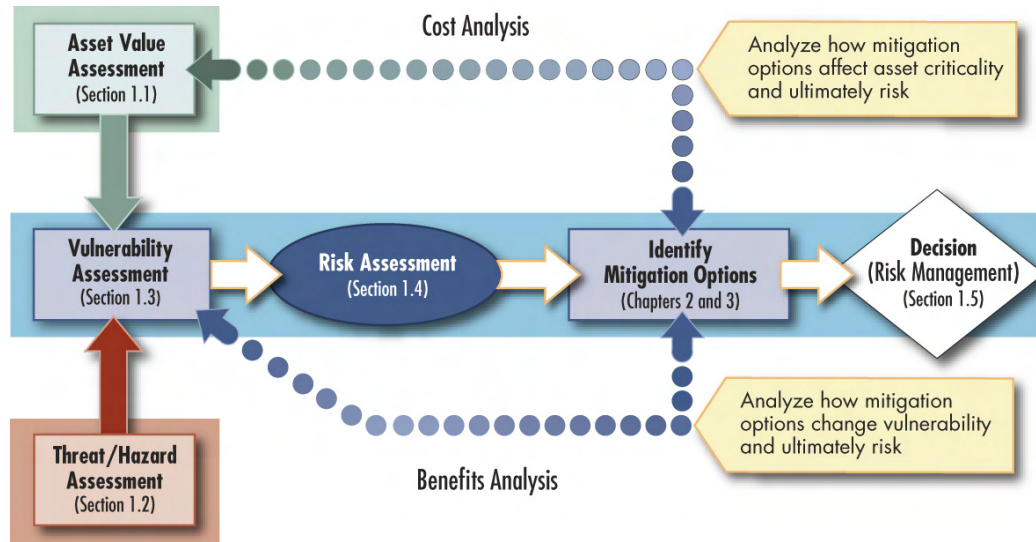 Asset Value
Assessment
(Section 1.1)
Cost Analysis
Analyze how mitigation
options affect asset criticality
and ultimately risk
Vulnerability
Assessment
(Section 1.3)
Risk Assessment
(Section 1.4)
Identify
Mitigation Options
(Chapters 2 and 3)
Decision
(Risk Management)
(Section 1.5)
Threat/Hazard
Assessment
(Section 1.2)
Benefits Analysis
Analyze how mitigation
options change vulnerability
and ultimately risk